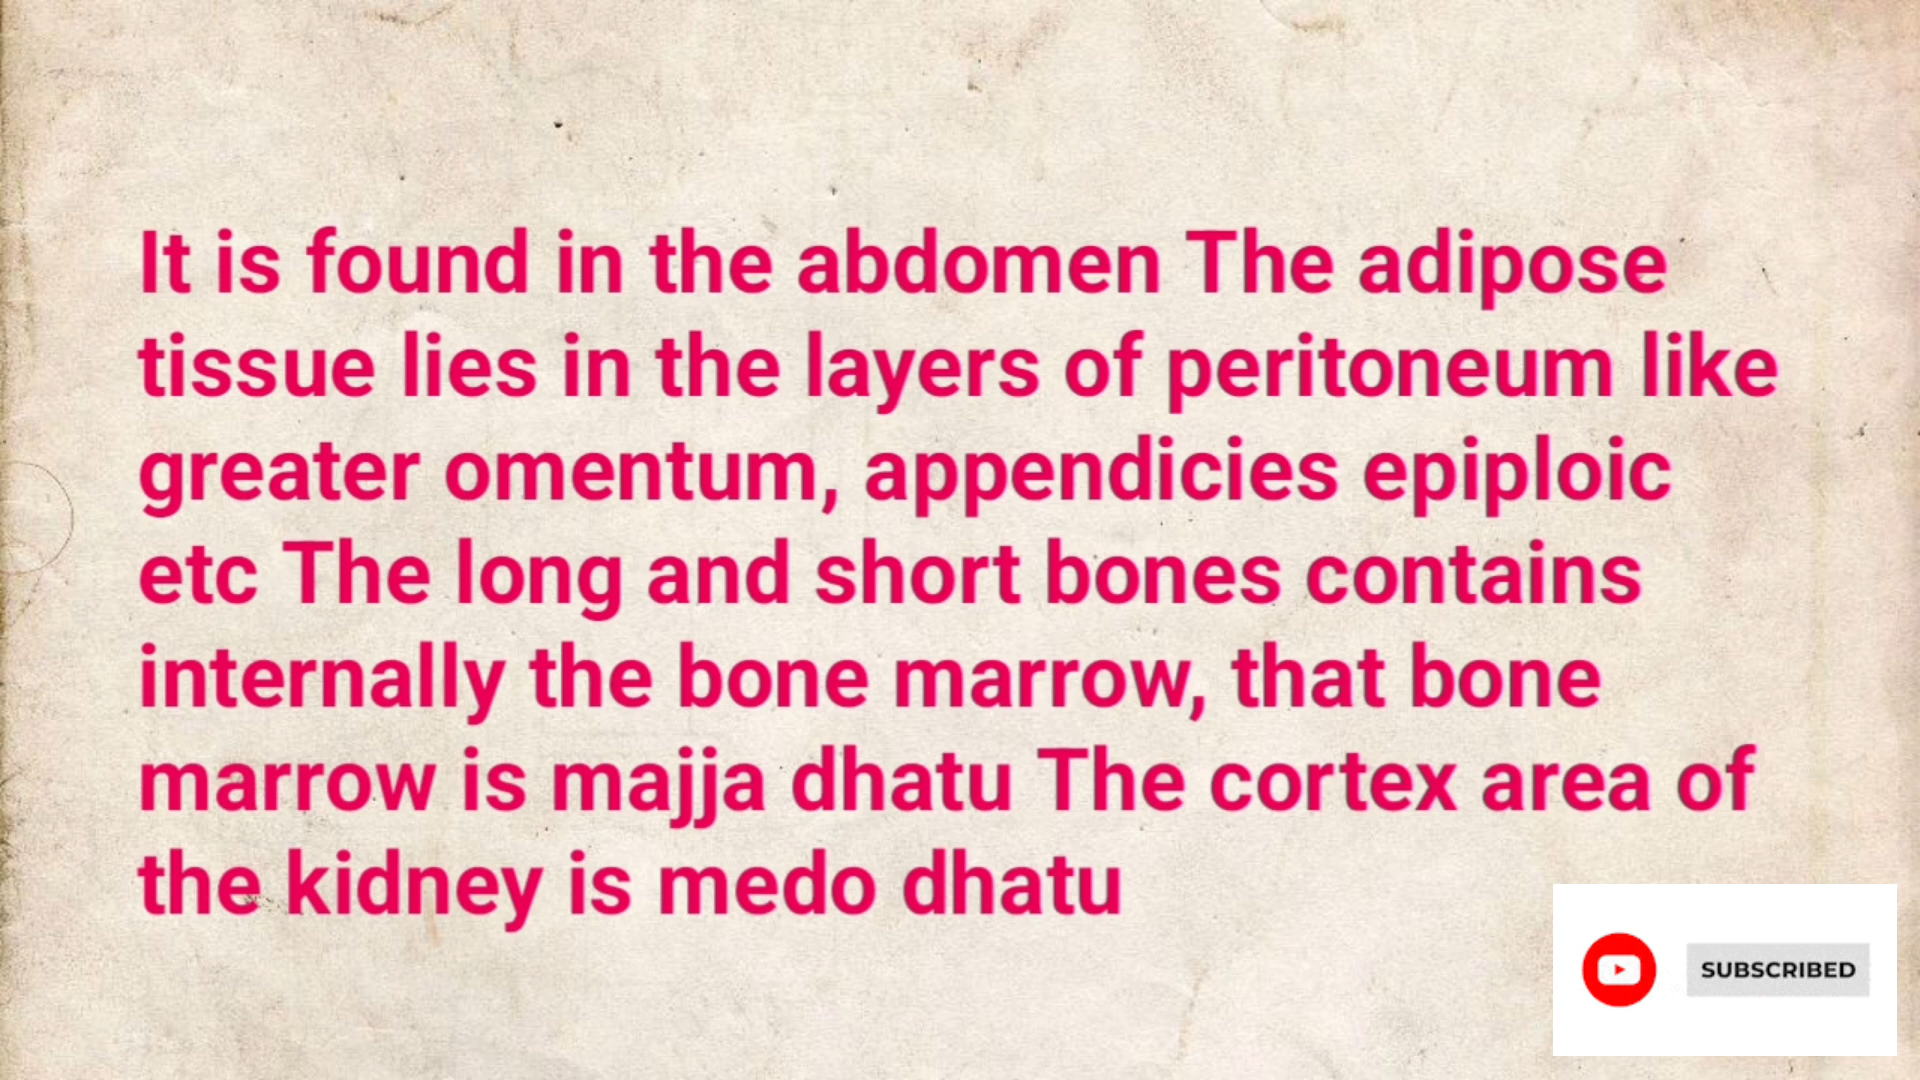 It is found in the abdomen The adipose
tissue lies in the layers of peritoneum like
greater omentum, appendicies epiploic
etc The long and short bones contains
internally the bone marrow, that bone
marrow is majja dhatu The cortex area of
the kidney is medo dhatu
SUBSCRIBED